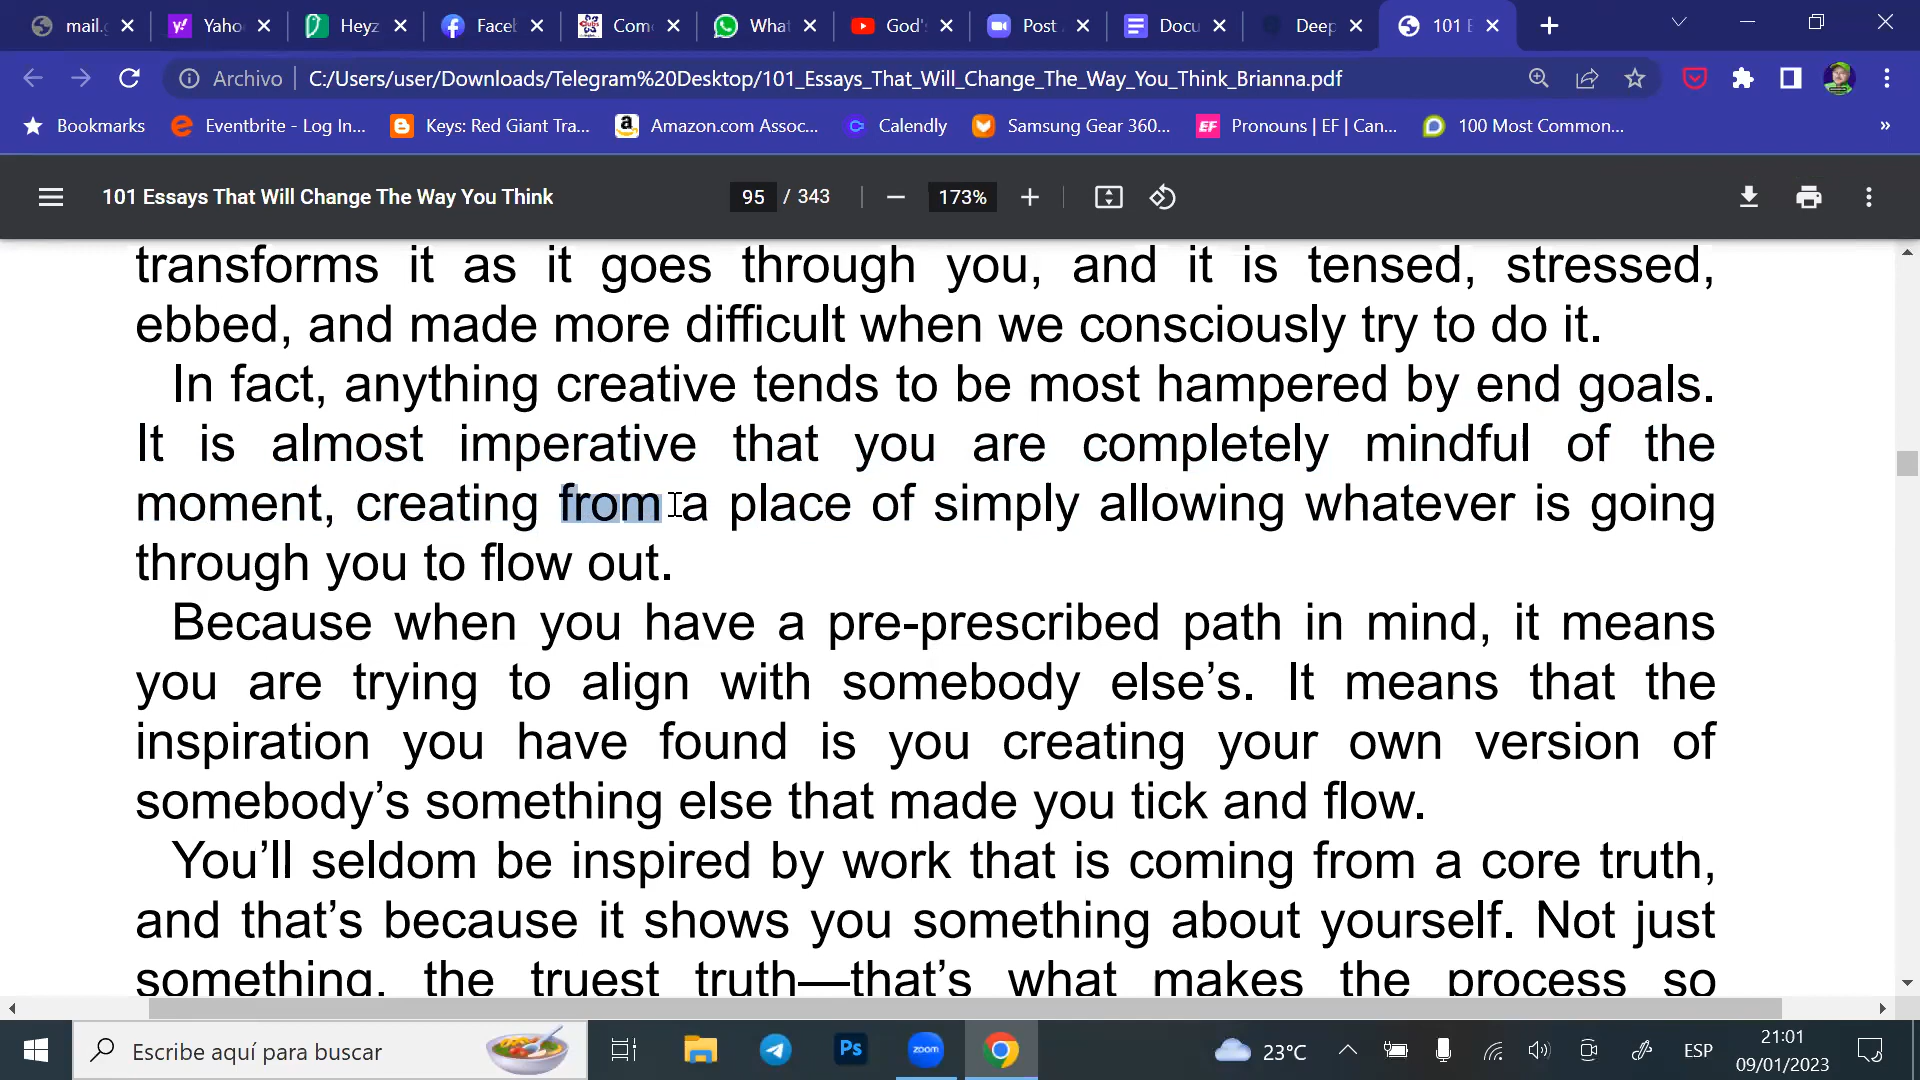 mail.
Yaho
Heyz
Facel
Com
What
God'
Post
Docu
Deep
101 E
Archivo
C:/Users/user/Downloads/Telegram%20Desktop/101_Essays_That_Will_Change_The_Way_You_Think_Brianna.pdf
Bookmarks
Eventbrite - Log In...
Keys: Red Giant Tra...
Amazon.com Assoc...
Calendly
Samsung Gear 360...
EF
Pronouns | EF | Can...
100 Most Common...
»
101 Essays That Will Change The Way You Think
95 / 343
173%
transforms it as it goes through you, and it is tensed, stressed,
ebbed, and made more difficult when we consciously try to do it.
In fact, anything creative tends to be most hampered by end goals.
It is almost imperative that you are completely mindful of the
moment, creating from a place of simply allowing whatever is going
through you to flow out.
Because when you have a pre-prescribed path in mind, it means
you are trying to align with somebody else’s. It means that the
inspiration you have found is you creating your own version of
somebody’s something else that made you tick and flow.
You’ll seldom be inspired by work that is coming from a core truth,
and that’s because it shows you something about yourself. Not just
something, the truest truth—that’s what makes the process so
Escribe aquí para buscar
Ps
zoom
23°C
ESP
21:01
09/01/2023